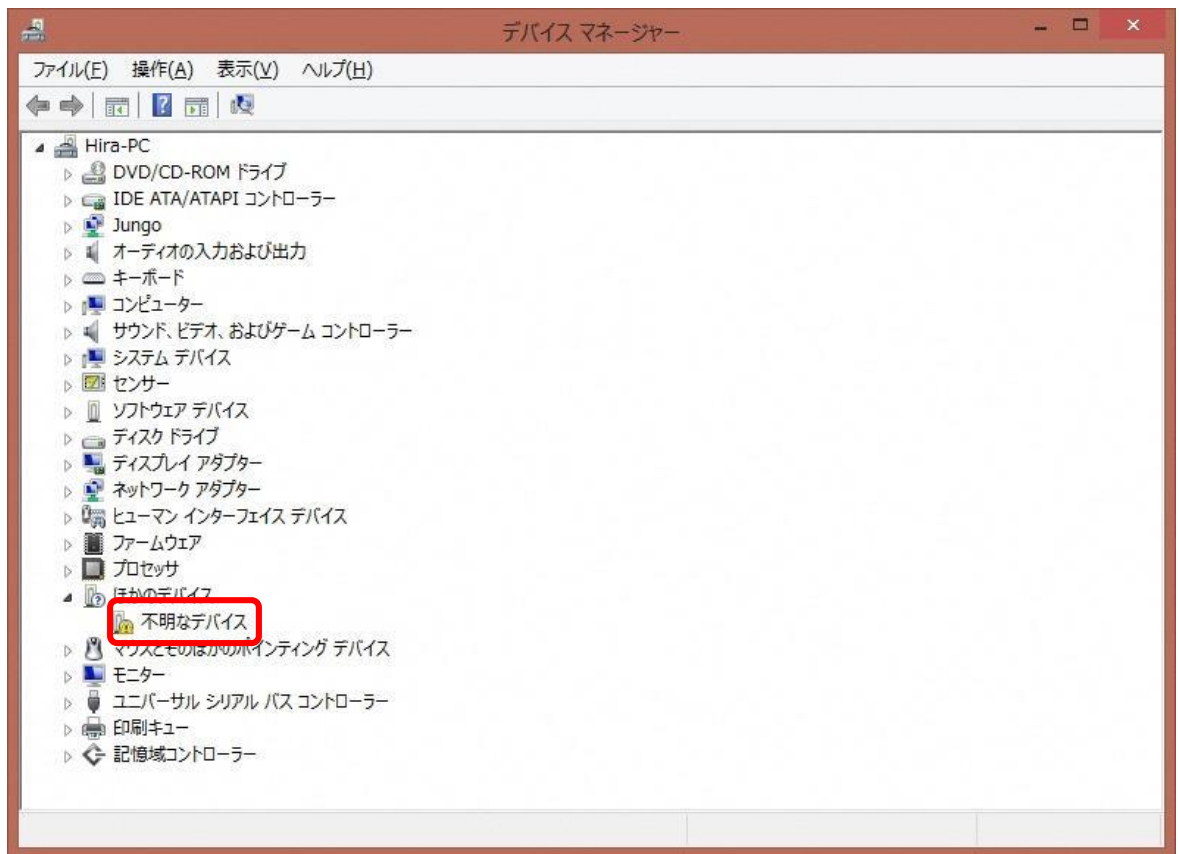 デバイス マネージャー
ファイル(F) 操作(A) 表示(V) ヘルプ(H)
Hira-PC
DVD/CD-ROM ドライブ
IDE ATA/ATAPI コントローラー
Jungo
オーディオの入力および出力
キーボード
コンピューター
サウンド、ビデオ、およびゲーム コントローラー
システム デバイス
センサー
ソフトウェア デバイス
ディスク ドライブ
ディスプレイ アダプター
ネットワーク アダプター
ヒューマン インターフェイス デバイス
ファームウェア
プロセッサ
ほかのデバイス
不明なデバイス
マウスとそのほかのポインティング デバイス
モニター
ユニバーサル シリアル バス コントローラー
印刷キュー
記憶域コントローラー